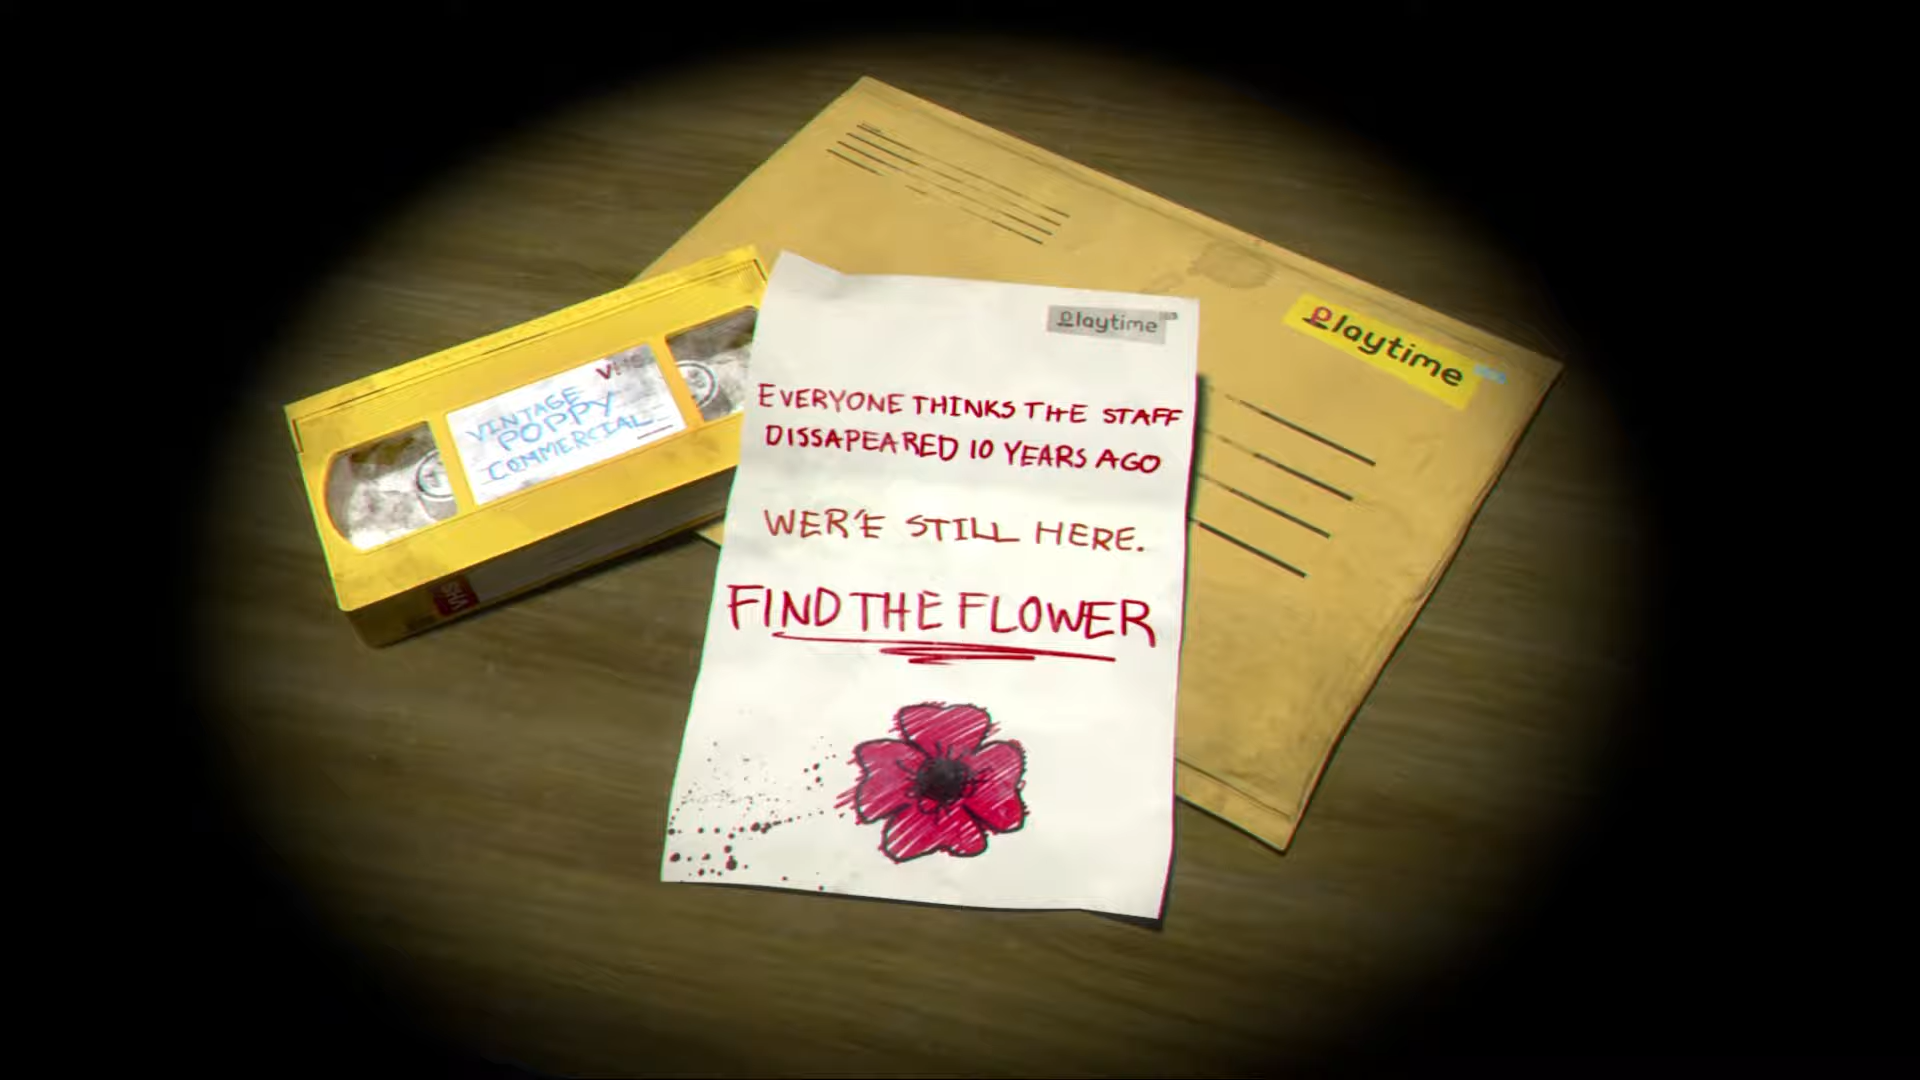 VHS
VINTAGE
POPPY
COMMERCIAL
VHS
Playtime
EVERYONE THINKS THE STAFF
DISSAPEARED 10 YEARS AGO
WER'E STILL HERE.
FIND THE FLOWER
Playtime